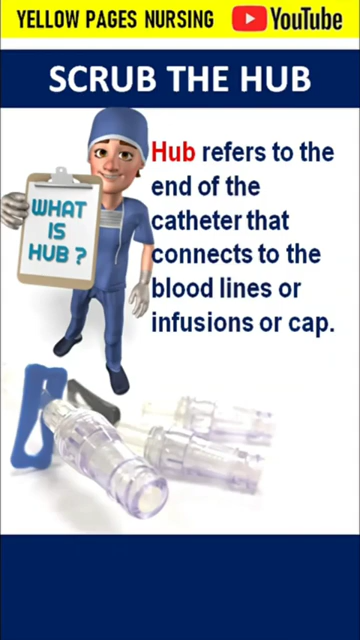 YELLOW PAGES NURSING YouTube
SCRUB THE HUB
WHAT
IS
HUB ?
Hub refers to the
end of the
catheter that
connects to the
blood lines or
infusions or cap.